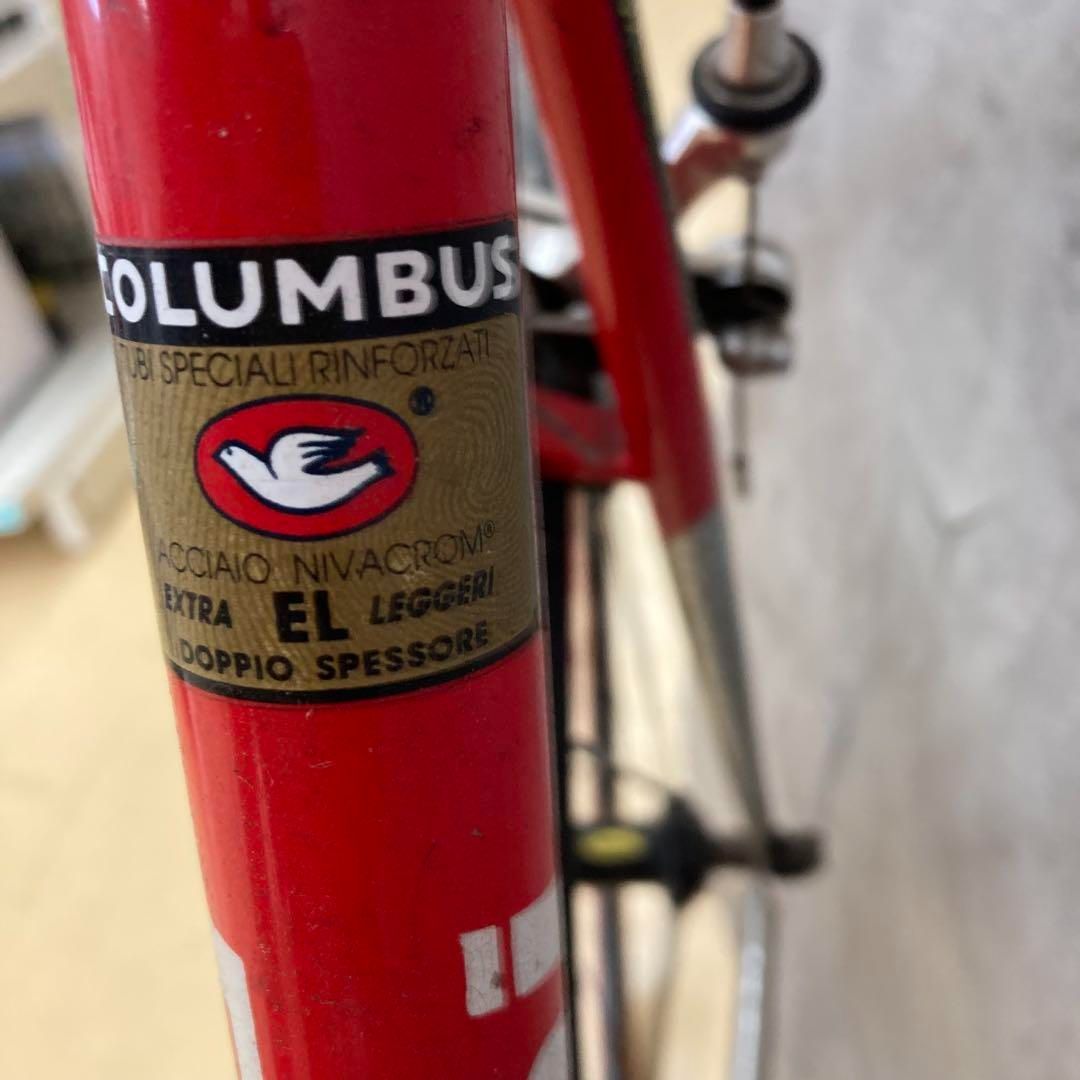 COLUMBUS
TUBI SPECIALI RINFORZATI
®
ACCIAIO NIVACROM®
EXTRA EL LEGGERI
DOPPIO SPESSORE